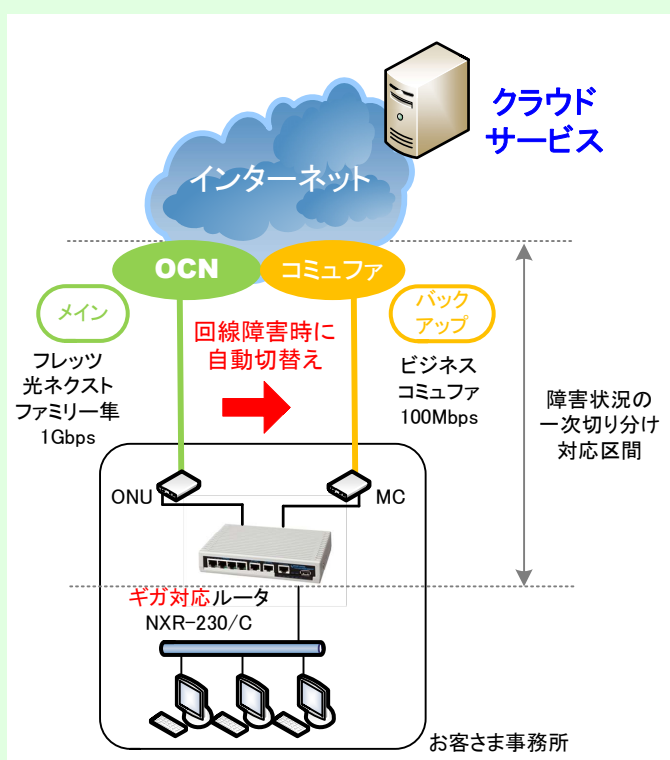 クラウド
サービス
インターネット
OCN
コミュファ
メイン
バック
アップ
回線障害時に
自動切替え
フレッツ
光ネクスト
ファミリー隼
1Gbps
ビジネス
コミュファ
100Mbps
障害状況の
一次切り分け
対応区間
ONU
MC
ギガ対応ルータ
NXR-230/C
お客さま事務所